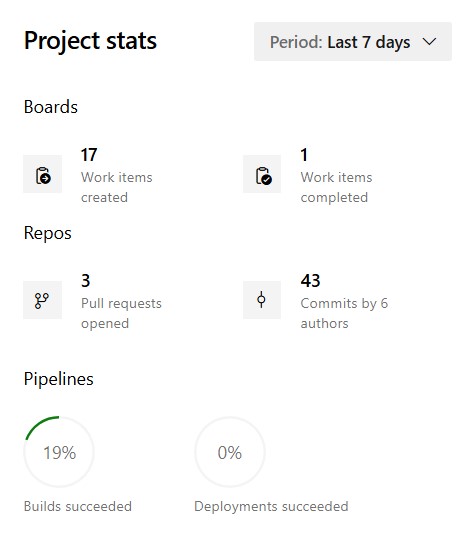 Project stats
Period: Last 7 days
Boards
17
Work items
created
1
Work items
completed
Repos
3
Pull requests
opened
43
Commits by 6
authors
Pipelines
19%
Builds succeeded
0%
Deployments succeeded